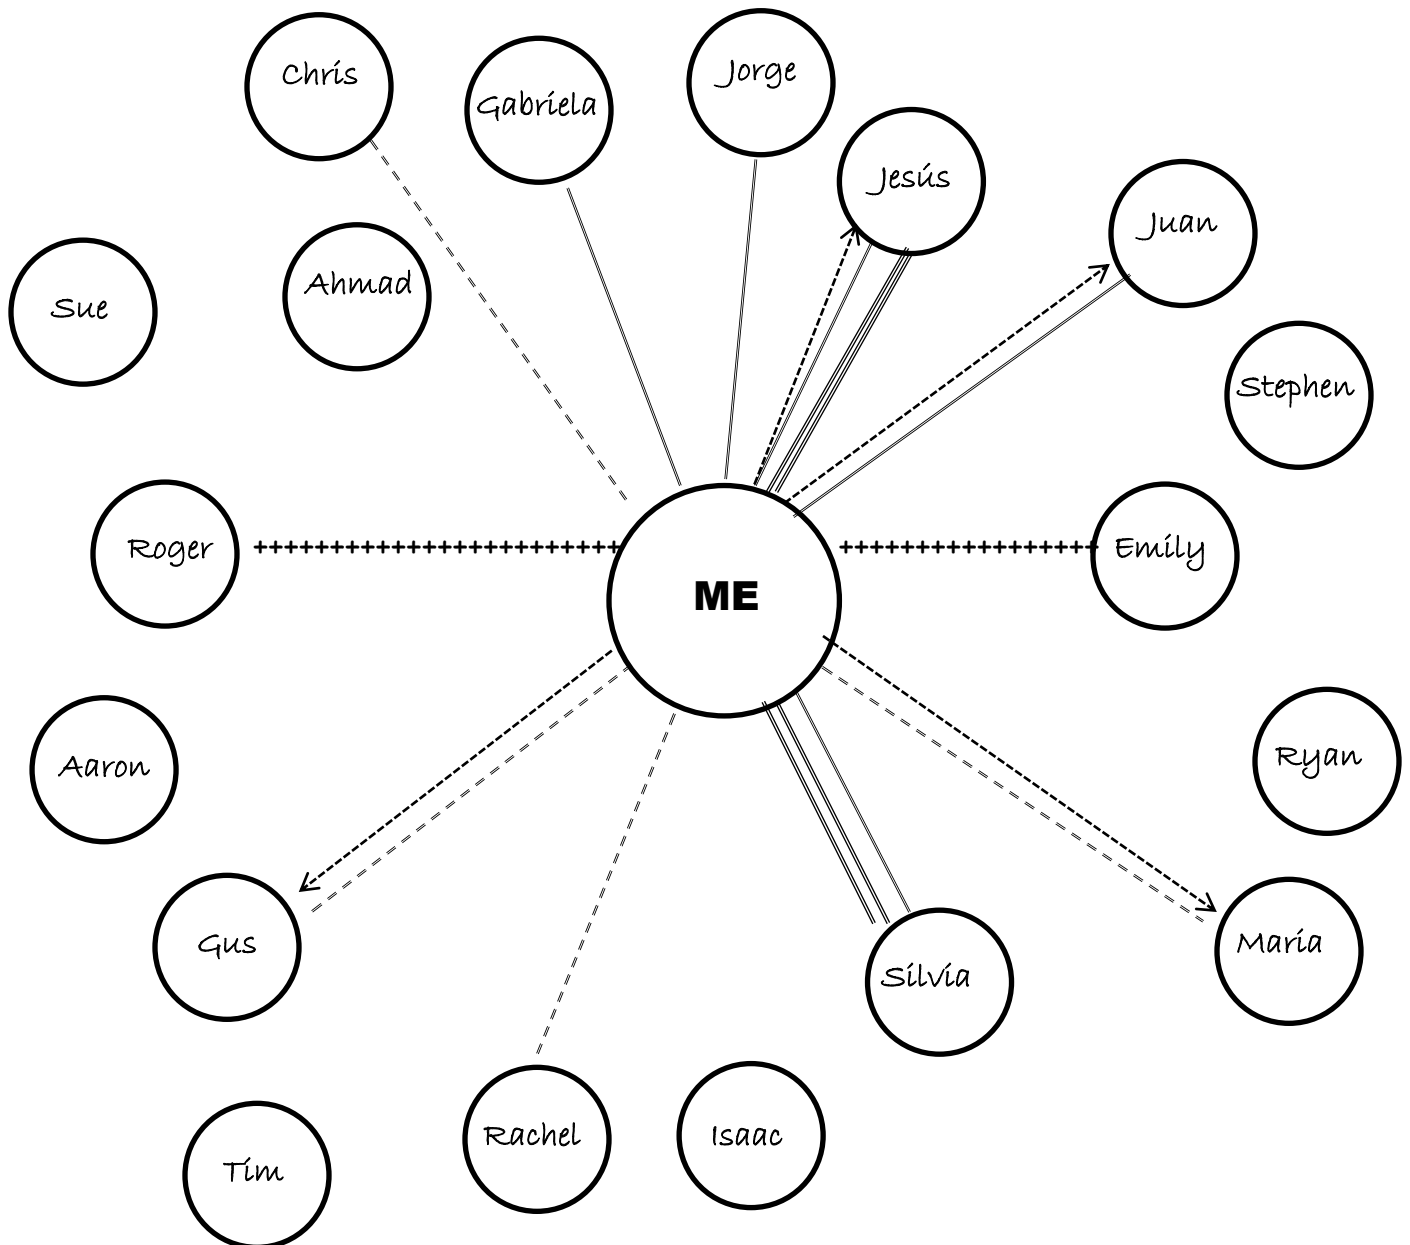 Chris
Gabriela
Jorge
Jesús
Juan
Sue
Ahmad
Stephen
Roger
ME
Emily
Aaron
Ryan
Gus
Silvia
Maria
Tim
Rachel
Isaac